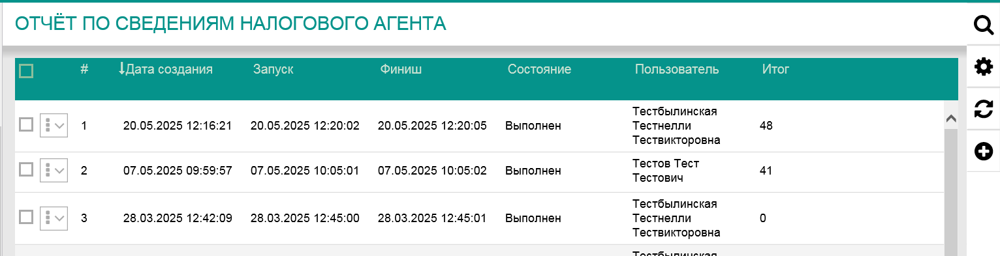 ОТЧЁТ ПО СВЕДЕНИЯМ НАЛОГОВОГО АГЕНТА
# ↓Дата создания Запуск Финиш Состояние Пользователь Итог
1 20.05.2025 12:16:21 20.05.2025 12:20:02 20.05.2025 12:20:05 Выполнен Тестбылинская
Тестнелли
Тествикторовна 48
2 07.05.2025 09:59:57 07.05.2025 10:05:01 07.05.2025 10:05:02 Выполнен Тестов Тест
Тестович 41
3 28.03.2025 12:42:09 28.03.2025 12:45:00 28.03.2025 12:45:01 Выполнен Тестбылинская
Тестнелли
Тествикторовна 0
Тестбылинская